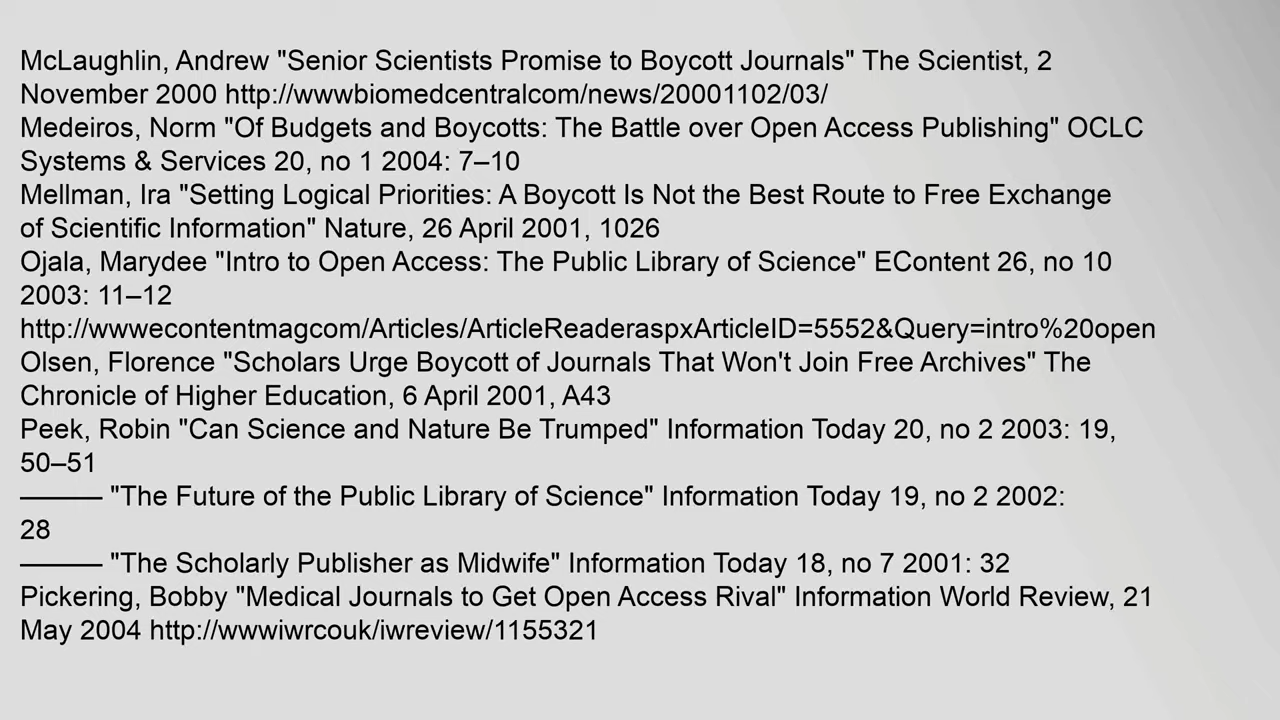 McLaughlin, Andrew "Senior Scientists Promise to Boycott Journals" The Scientist, 2
November 2000 http://wwwbiomedcentralcom/news/20001102/03/
Medeiros, Norm "Of Budgets and Boycotts: The Battle over Open Access Publishing" OCLC
Systems & Services 20, no 1 2004: 7–10
Mellman, Ira "Setting Logical Priorities: A Boycott Is Not the Best Route to Free Exchange
of Scientific Information" Nature, 26 April 2001, 1026
Ojala, Marydee "Intro to Open Access: The Public Library of Science" EContent 26, no 10
2003: 11–12
http://wwwecontentmagcom/Articles/ArticleReaderaspxArticleID=5552&Query=intro%20open
Olsen, Florence "Scholars Urge Boycott of Journals That Won't Join Free Archives" The
Chronicle of Higher Education, 6 April 2001, A43
Peek, Robin "Can Science and Nature Be Trumped" Information Today 20, no 2 2003: 19,
50–51
——— "The Future of the Public Library of Science" Information Today 19, no 2 2002:
28
——— "The Scholarly Publisher as Midwife" Information Today 18, no 7 2001: 32
Pickering, Bobby "Medical Journals to Get Open Access Rival" Information World Review, 21
May 2004 http://wwwiwrcouk/iwreview/1155321